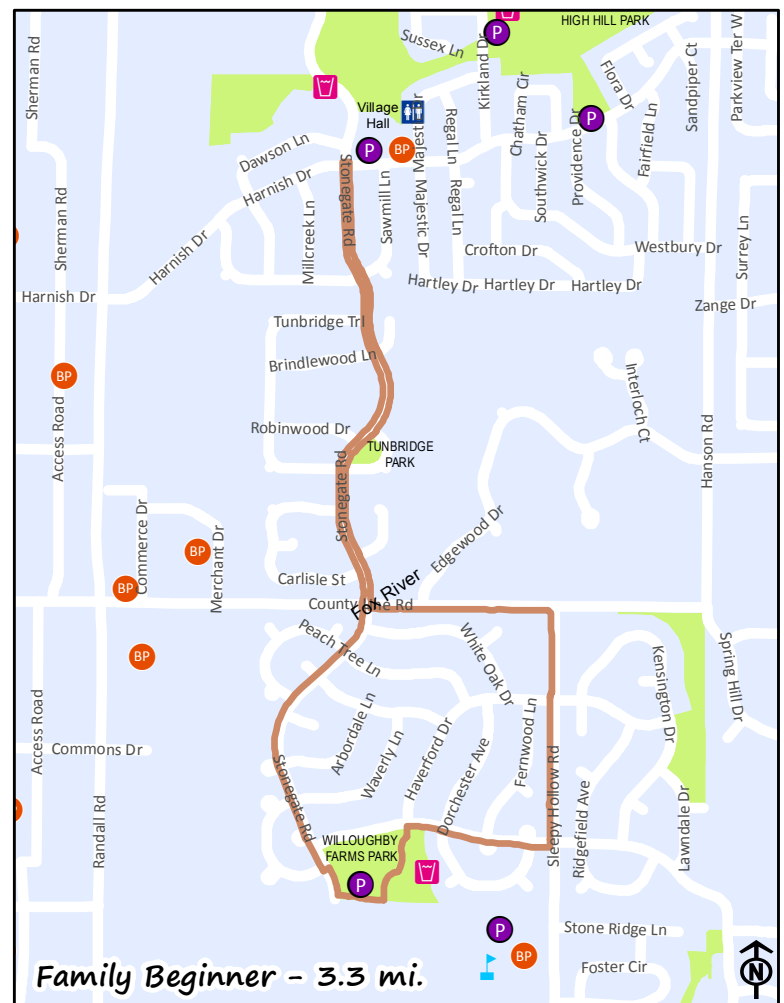 HIGH HILL PARK
Sussex Ln
Kirkland Dr
Sandpiper Ct
Parkview Ter W
Sherman Rd
P
Flora Dr
Chatham Cir
Village
Hall
Regal Ln
Providence Dr
P
Fairfield Ln
Dawson Ln
P
BP
Majestic Dr
Southwick Dr
Harnish Dr
Stonegate Rd
Sawmill Ln
Regal Ln
Sherman Rd
Millcreek Ln
Crofton Dr
Westbury Dr
Surrey Ln
Harnish Dr
Hartley Dr
Hartley Dr
Hartley Dr
Harnish Dr
Zange Dr
Tunbridge Trl
Brindlewood Ln
BP
Interloch Ct
Robinwood Dr
TUNBRIDGE
PARK
Hanson Rd
Access Road
Stonegate Rd
Edgewood Dr
Commerce Dr
Merchant Dr
BP
BP
Carlisle St
Fox River
County Line Rd
BP
Peach Tree Ln
White Oak Dr
Kensington Dr
Spring Hill Dr
Access Road
Commons Dr
Arbordale Ln
Waverly Ln
Haverford Dr
Dorchester Ave
Fernwood Ln
Sleepy Hollow Rd
Stonegate Rd
Randall Rd
Ridgefield Ave
Lawndale Dr
WILLOUGHBY
FARMS PARK
P
P
Stone Ridge Ln
BP
Foster Cir
Family Beginner - 3.3 mi.
N